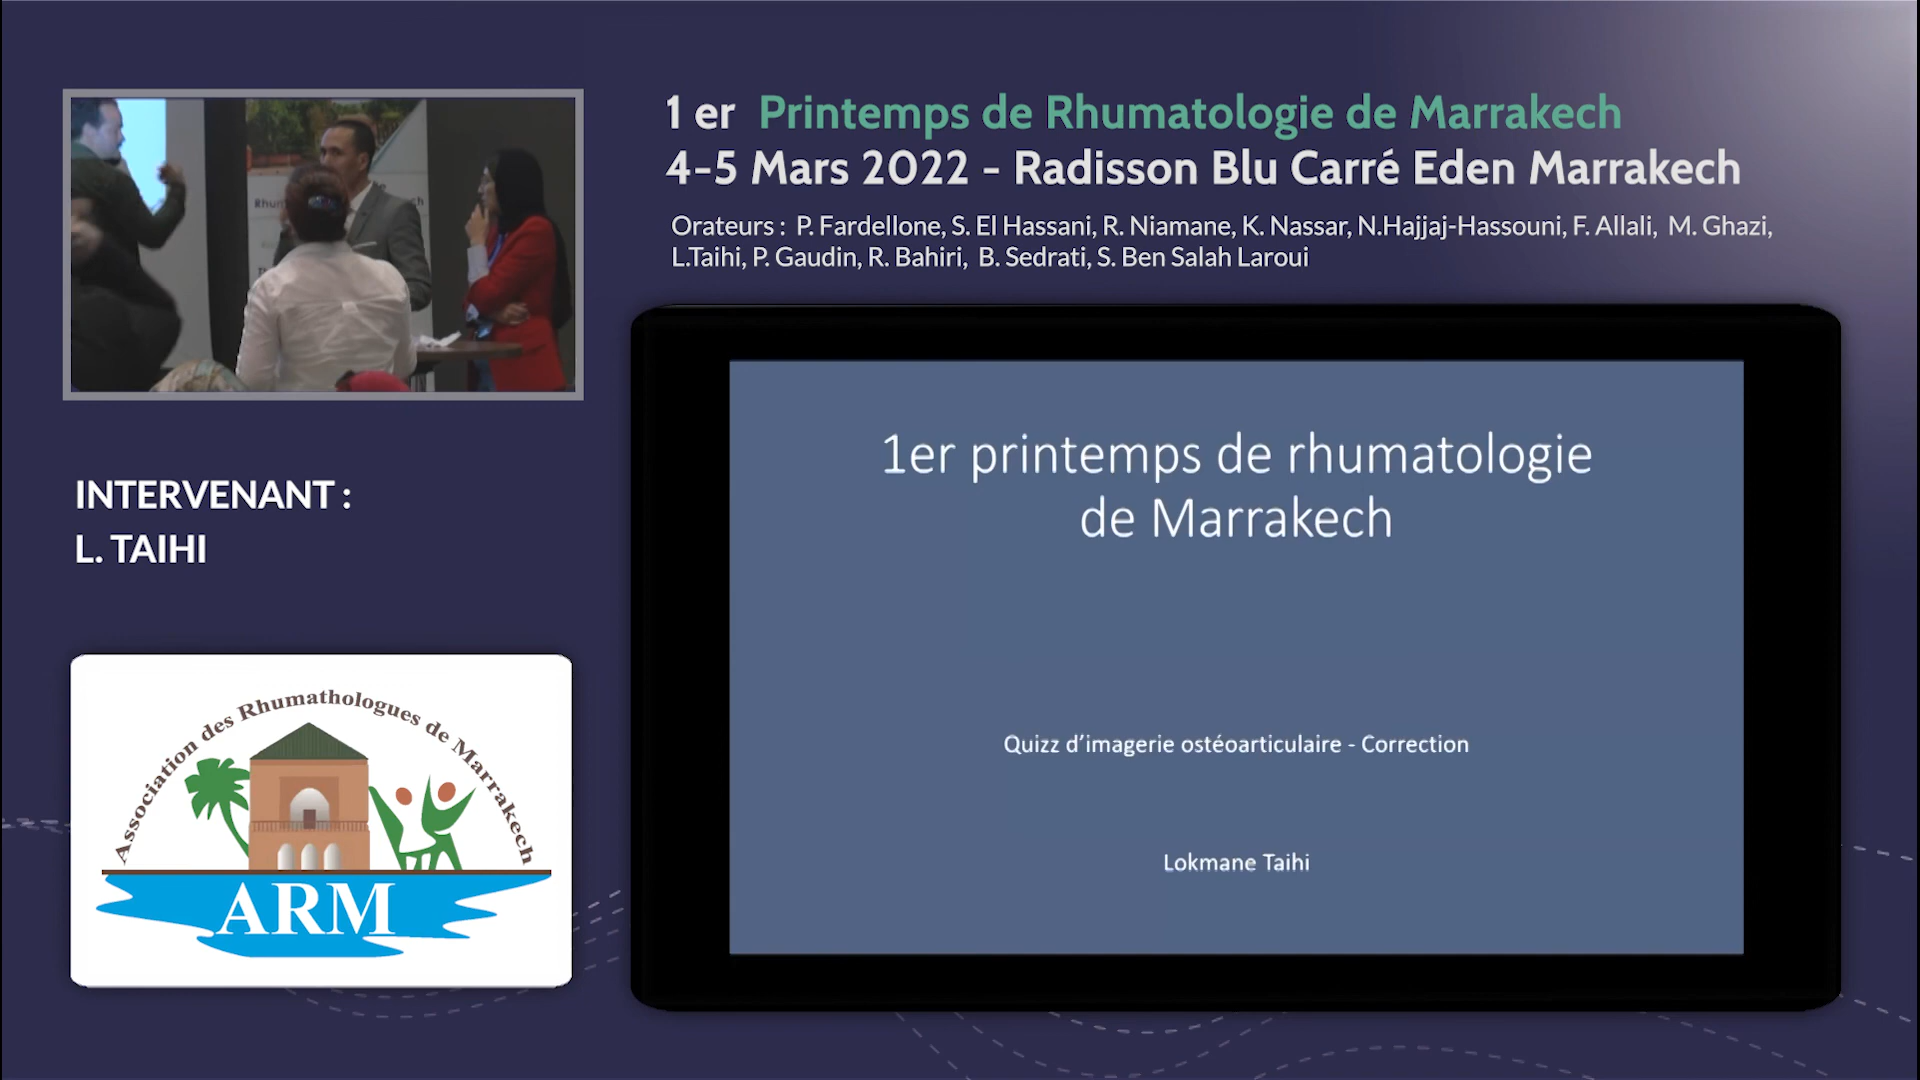 1 er Printemps de Rhumatologie de Marrakech
4-5 Mars 2022 - Radisson Blu Carré Eden Marrakech
Orateurs : P. Fardellone, S. El Hassani, R. Niamane, K. Nassar, N.Hajjaj-Hassouni, F. Allali, M. Ghazi,
L.Taihi, P. Gaudin, R. Bahiri, B. Sedrati, S. Ben Salah Laroui
INTERVENANT :
L. TAIHI
Association des Rhumathologues de Marrakech
ARM
1er printemps de rhumatologie
de Marrakech
Quizz d’imagerie ostéoarticulaire - Correction
Lokmane Taihi